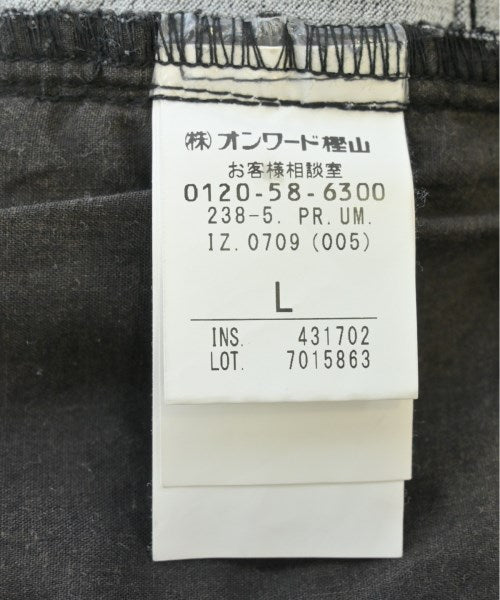 ㈱オンワード樫山
お客様相談室
0120-58-6300
238-5. PR. UM.
IZ. 0709 (005)
L
INS. 431702
LOT. 7015863